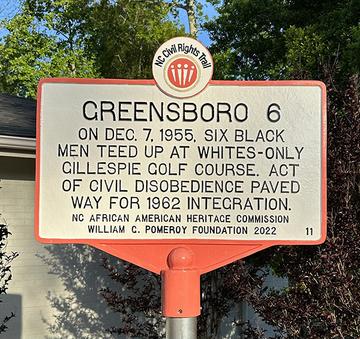 NC Civil Rights Trail
GREENSBORO 6
ON DEC. 7, 1955, SIX BLACK
MEN TEED UP AT WHITES-ONLY
GILLESPIE GOLF COURSE. ACT
OF CIVIL DISOBEDIENCE PAVED
WAY FOR 1962 INTEGRATION.
NC AFRICAN AMERICAN HERITAGE COMMISSION
WILLIAM G. POMEROY FOUNDATION 2022 11